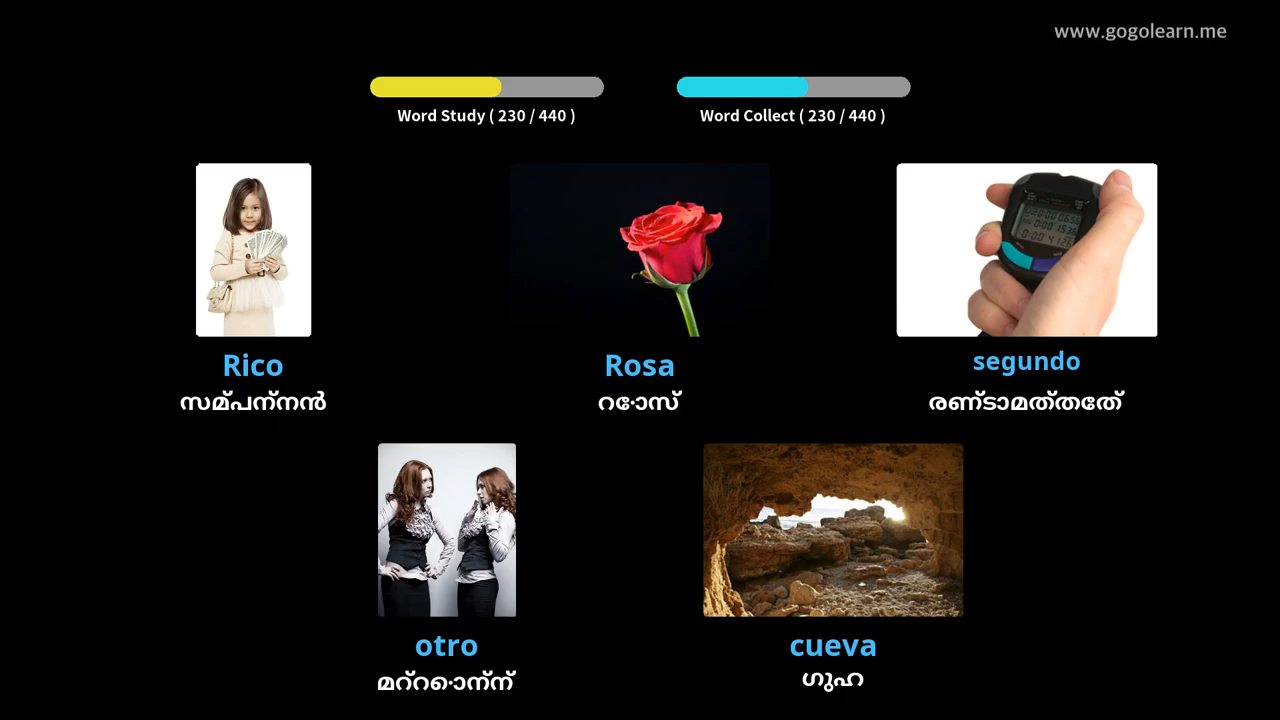 www.gogolearn.me
Word Study ( 230 / 440 )
Word Collect ( 230 / 440 )
Rico
സമ്പന്നൻ
Rosa
റോസ്
segundo
രണ്ടാമത്തേത്
otro
മറ്റൊന്ന്
cueva
ഗുഹ